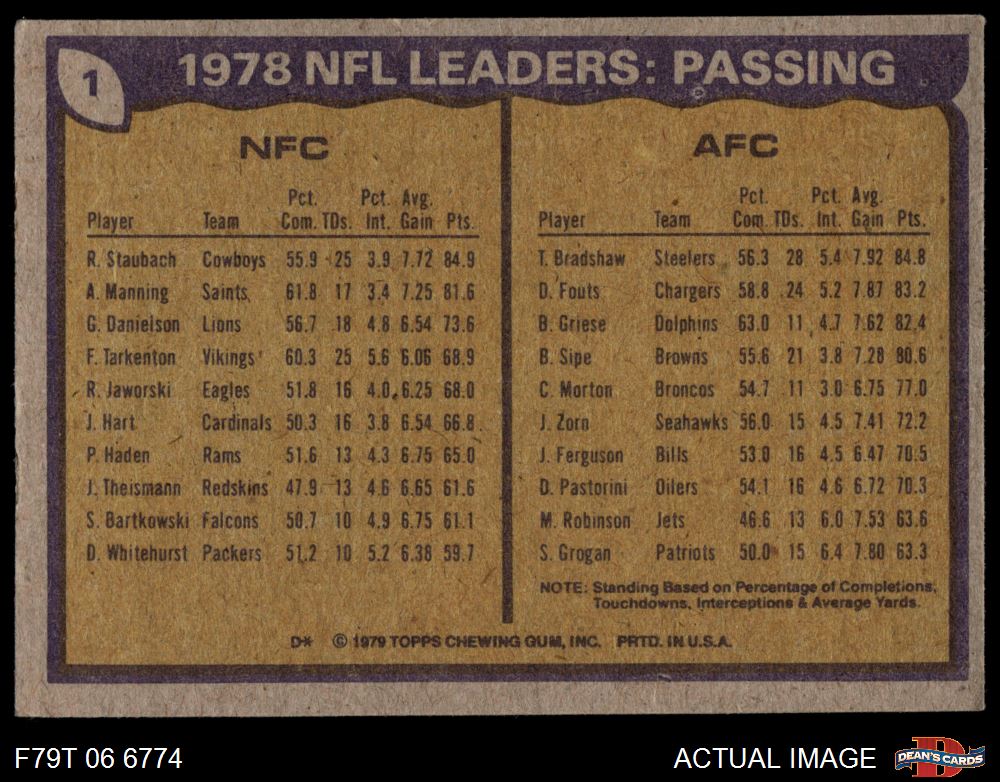 1
1978 NFL LEADERS: PASSING
NFC
Pct. Pct. Avg.
Player Team Com. TDs. Int. Gain Pts.
R. Staubach Cowboys 55.9 25 3.9 7.72 84.9
A. Manning Saints 61.8 17 3.4 7.25 81.6
G. Danielson Lions 56.7 18 4.8 6.54 73.6
F. Tarkenton Vikings 60.3 25 5.6 6.06 68.9
R. Jaworski Eagles 51.8 16 4.0 6.25 68.0
J. Hart Cardinals 50.3 16 3.8 6.54 66.8
P. Haden Rams 51.6 13 4.3 6.75 65.0
J. Theismann Redskins 47.9 13 4.6 6.65 61.6
S. Bartkowski Falcons 50.7 10 4.9 6.75 61.1
D. Whitehurst Packers 51.2 10 5.2 6.38 59.7
AFC
Pct. Pct. Avg.
Player Team Com. TDs. Int. Gain Pts.
T. Bradshaw Steelers 56.3 28 5.4 7.92 84.8
D. Fouts Chargers 58.8 24 5.2 7.87 83.2
B. Griese Dolphins 63.0 11 4.7 7.62 82.4
B. Sipe Browns 55.6 21 3.8 7.28 80.6
C. Morton Broncos 54.7 11 3.0 6.75 77.0
J. Zorn Seahawks 56.0 15 4.5 7.41 72.2
J. Ferguson Bills 53.0 16 4.5 6.47 70.5
D. Pastorini Oilers 54.1 16 4.6 6.72 70.3
M. Robinson Jets 46.6 13 6.0 7.53 63.6
S. Grogan Patriots 50.0 15 6.4 7.80 63.3
NOTE: Standing Based on Percentage of Completions,
Touchdowns, Interceptions & Average Yards.
D* © 1979 TOPPS CHEWING GUM, INC. PRTD. IN U.S.A.
F79T 06 6774
ACTUAL IMAGE
D
DEAN'S CARDS